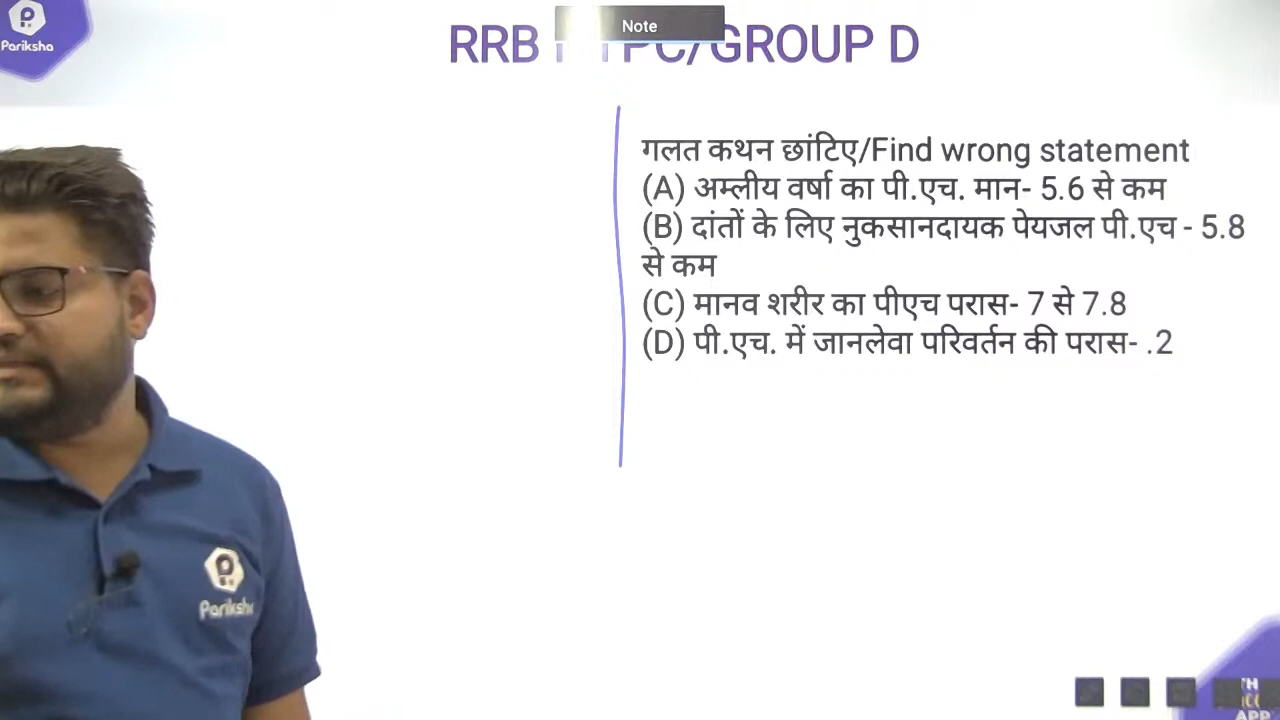 Pariksha
Note
RRB /GROUP D
गलत कथन छांटिए/Find wrong statement
(A) अम्लीय वर्षा का पी.एच. मान- 5.6 से कम
(B) दांतों के लिए नुकसानदायक पेयजल पी.एच - 5.8
से कम
(C) मानव शरीर का पीएच परास- 7 से 7.8
(D) पी.एच. में जानलेवा परिवर्तन की परास- .2
Pariksha
APP